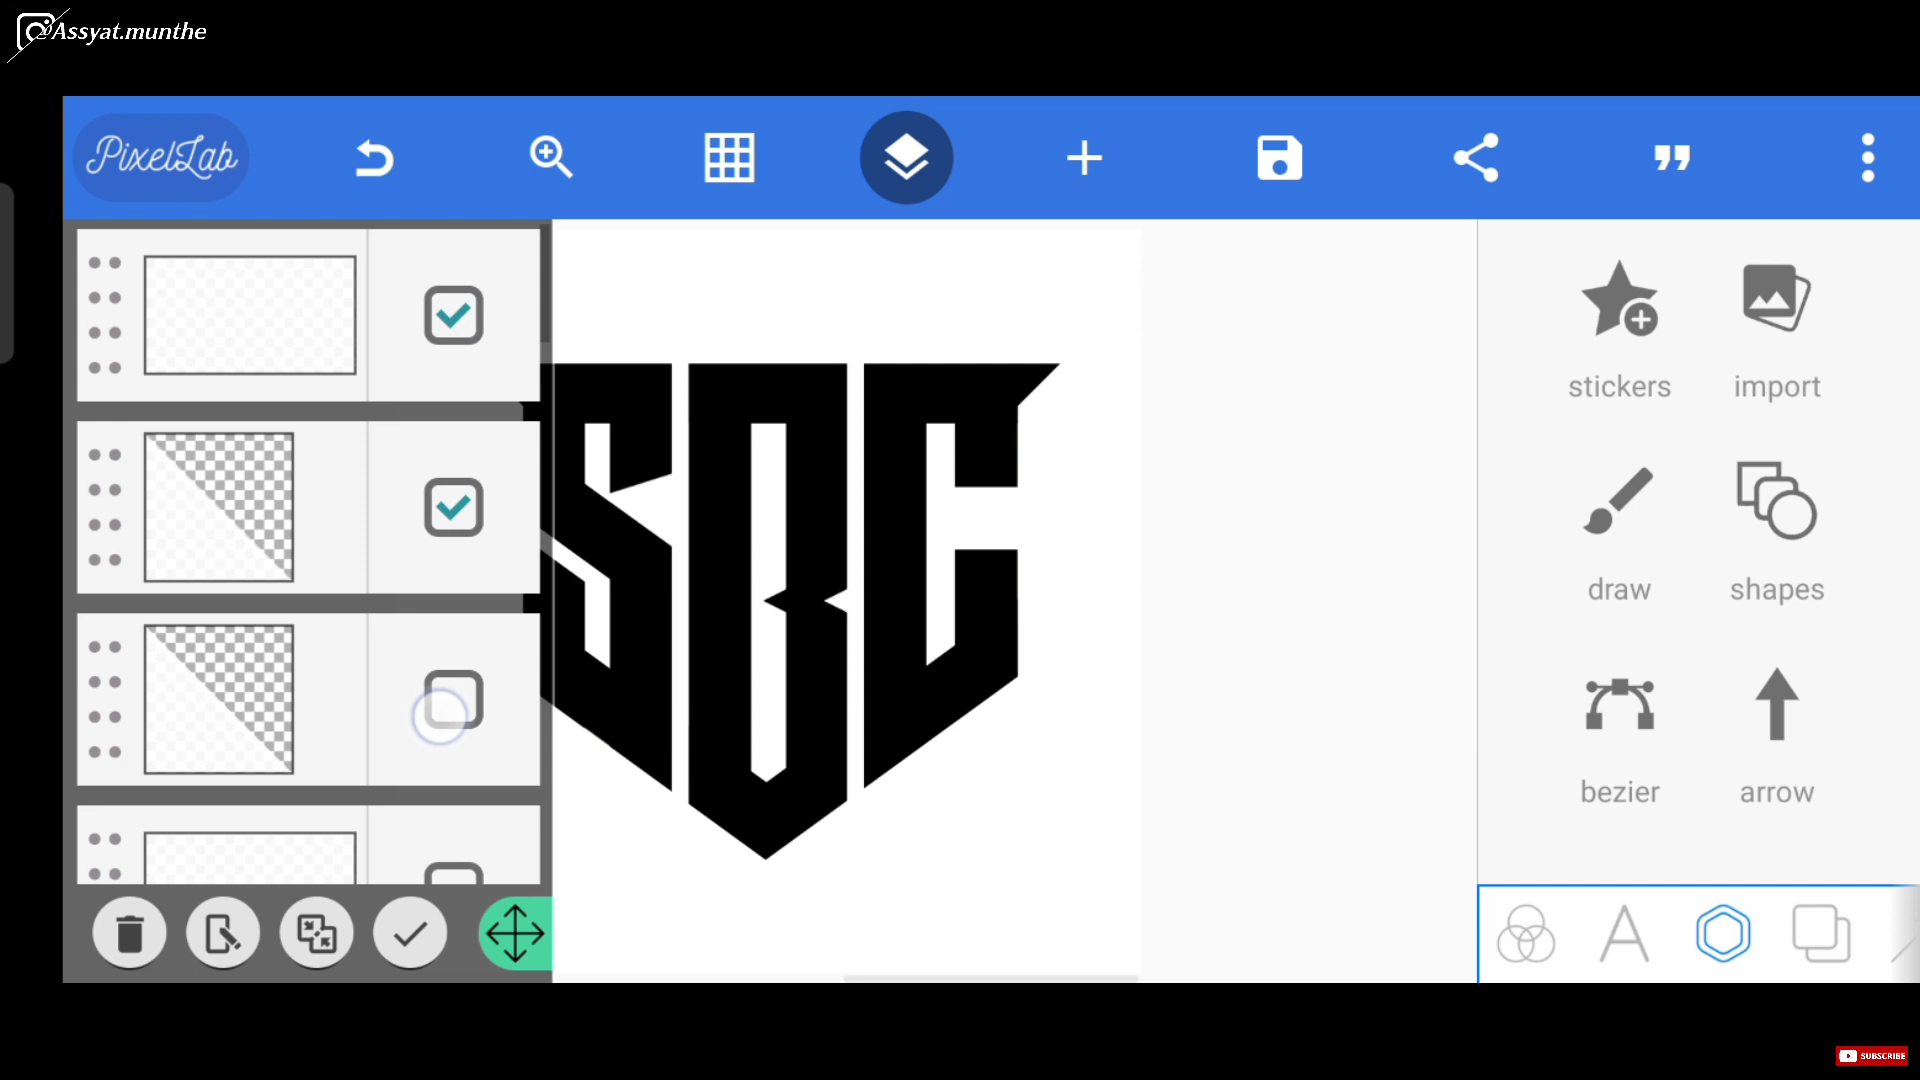 @Assyat.munthe
PixelLab
SBC
stickers
import
draw
shapes
bezier
arrow
SUBSCRIBE